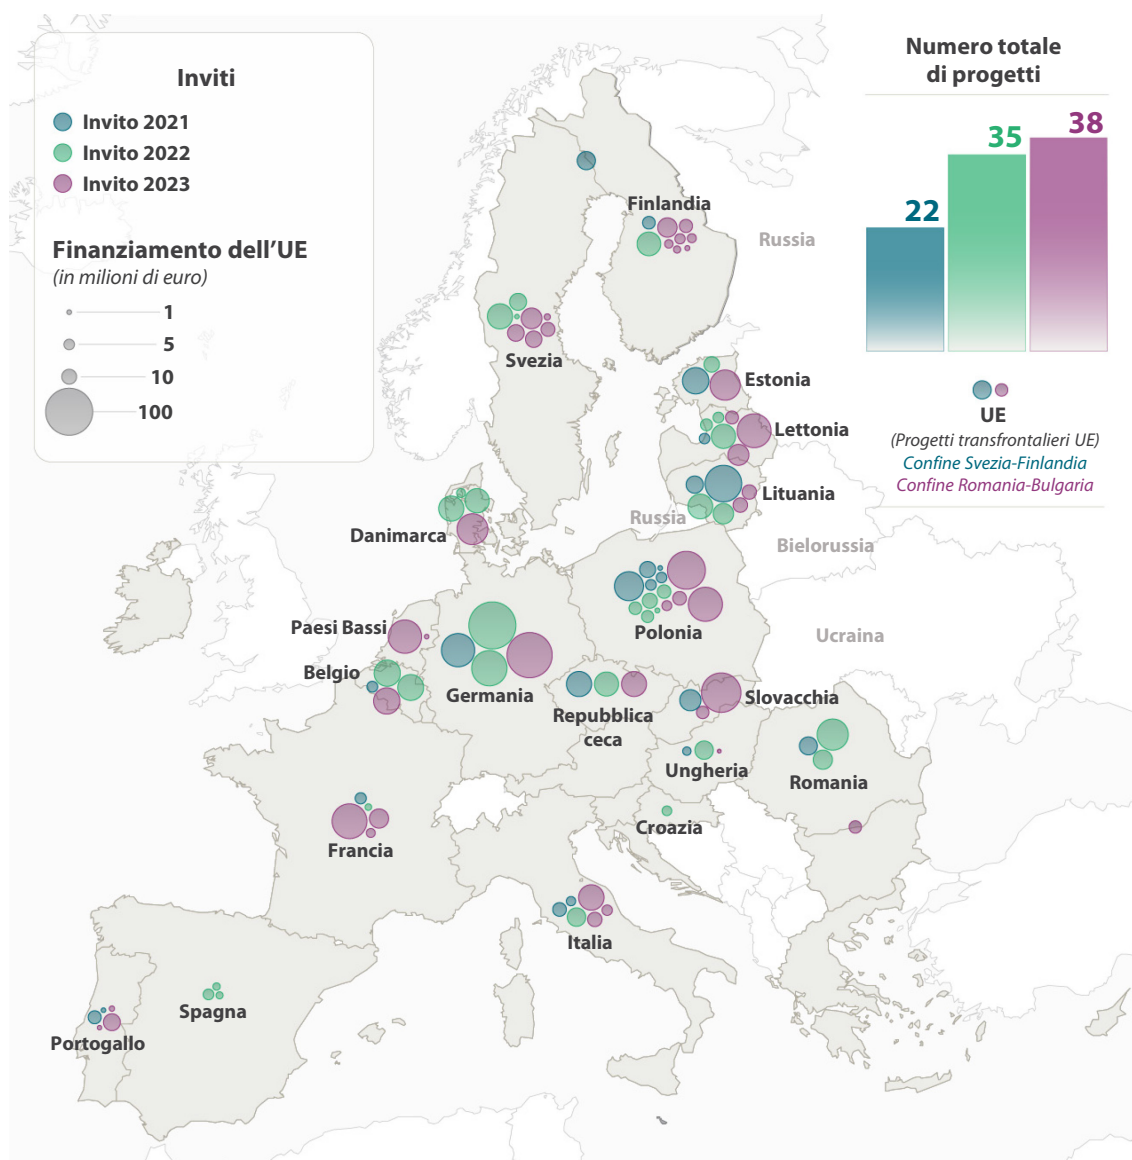 Inviti
Invito 2021
Invito 2022
Invito 2023
Finanziamento dell'UE
(in milioni di euro)
1
5
10
100
Numero totale
di progetti
22
35
38
UE
(Progetti transfrontalieri UE)
Confine Svezia-Finlandia
Confine Romania-Bulgaria
Finlandia
Russia
Svezia
Estonia
Lettonia
Lituania
Russia
Danimarca
Bielorussia
Paesi Bassi
Polonia
Ucraina
Belgio
Germania
Slovacchia
Repubblica
ceca
Ungheria
Romania
Croazia
Francia
Italia
Spagna
Portogallo